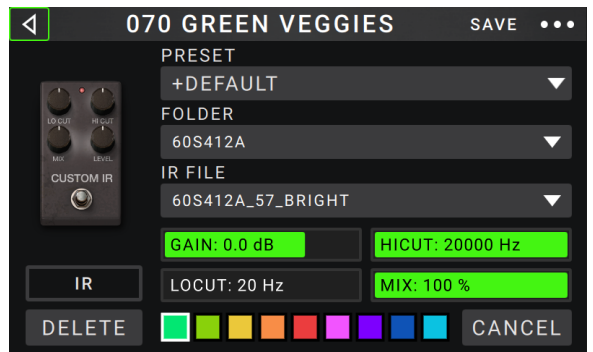 070 GREEN VEGGIES
SAVE
PRESET
+DEFAULT
FOLDER
60S412A
IR FILE
60S412A_57_BRIGHT
LO CUT HI CUT
MIX LEVEL
CUSTOM IR
GAIN: 0.0 dB
HICUT: 20000 Hz
IR
LOCUT: 20 Hz
MIX: 100 %
DELETE
CANCEL